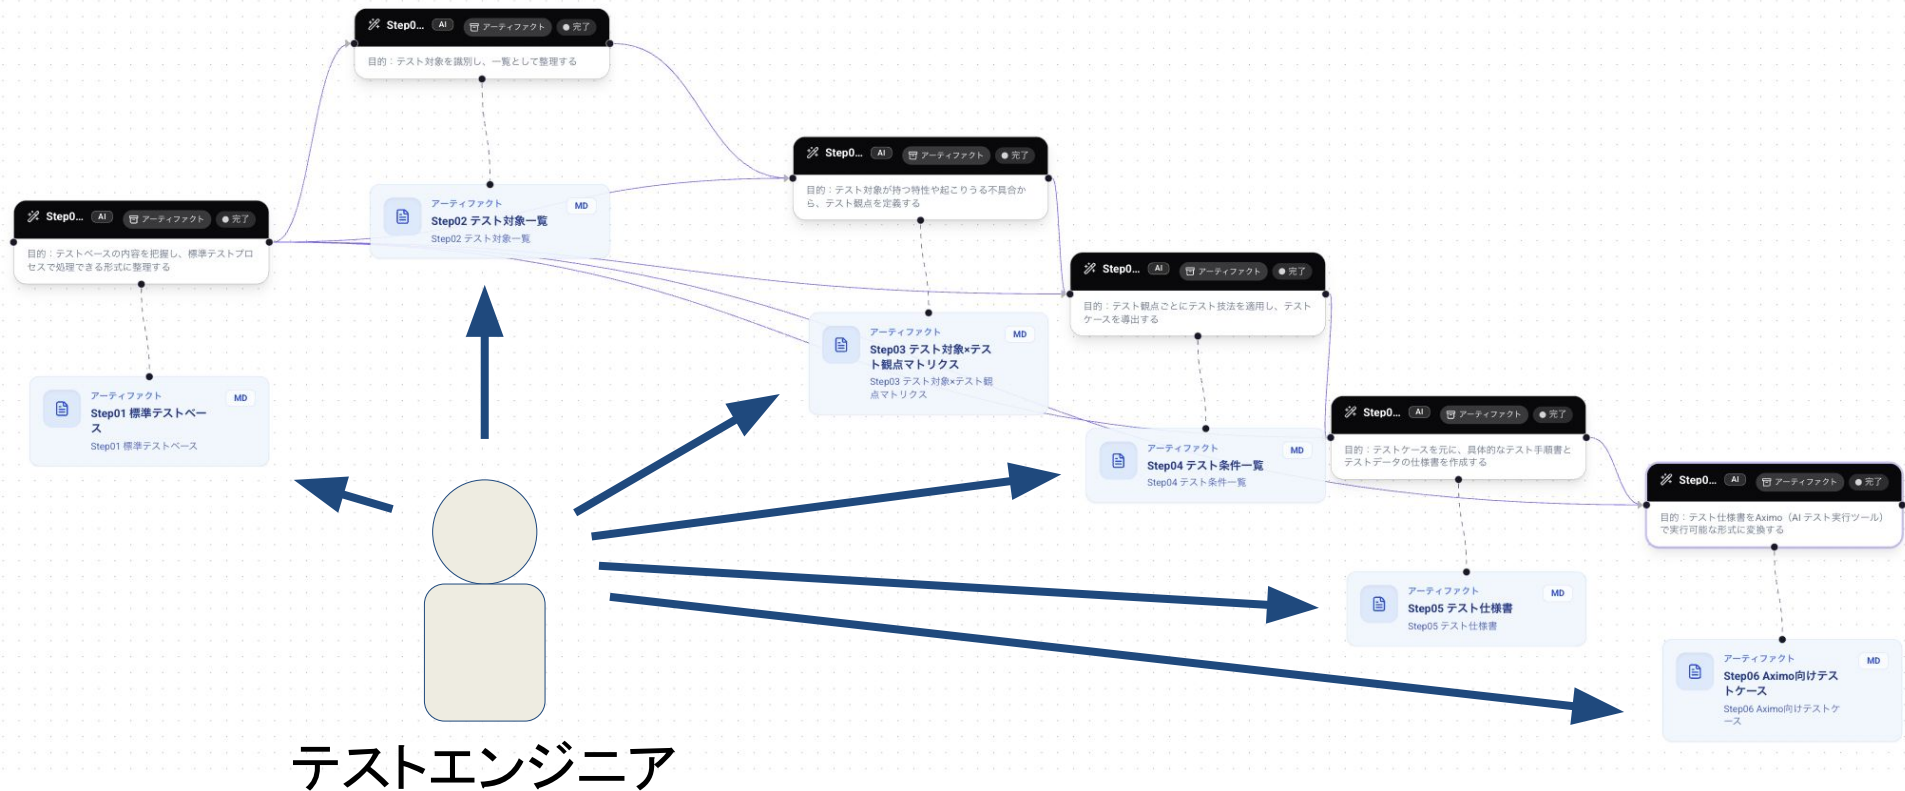 Step0...
AI
アーティファクト
完了
目的：テスト対象を識別し、一覧として整理する
アーティファクト
MD
Step02 テスト対象一覧
Step02 テスト対象一覧
Step0...
AI
アーティファクト
完了
目的：テストベースの内容を把握し、標準テストプロ
セスで処理できる形式に整理する
アーティファクト
MD
Step01 標準テストベー
ス
Step01 標準テストベース
Step0...
AI
アーティファクト
完了
目的：テスト対象が持つ特性や起こりうる不具合か
ら、テスト観点を定義する
アーティファクト
MD
Step03 テスト対象×テス
ト観点マトリクス
Step03 テスト対象×テスト観
点マトリクス
Step0...
AI
アーティファクト
完了
目的：テスト観点ごとにテスト技法を適用し、テスト
ケースを導出する
アーティファクト
MD
Step04 テスト条件一覧
Step04 テスト条件一覧
Step0...
AI
アーティファクト
完了
目的：テストケースを元に、具体的なテスト手順書と
テストデータの仕様書を作成する
アーティファクト
MD
Step05 テスト仕様書
Step05 テスト仕様書
Step0...
AI
アーティファクト
完了
目的：テスト仕様書をAximo（AI テスト実行ツール）
で実行可能な形式に変換する
アーティファクト
MD
Step06 Aximo向けテス
トケース
Step06 Aximo向けテストケ
ース
テストエンジニア